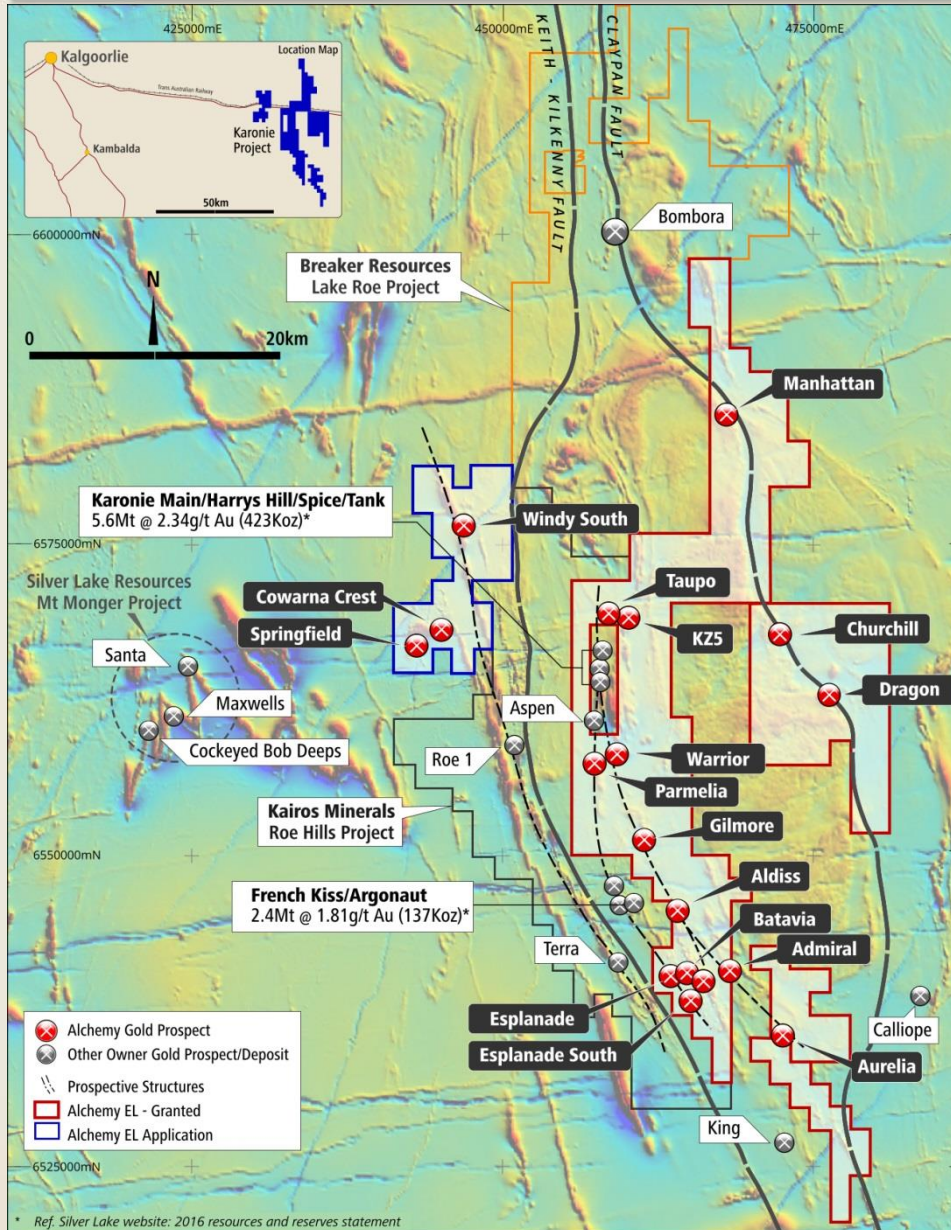 425000mE
450000mE
475000mE
Location Map
Kalgoorlie
Trans Australian Railway
Karonie
Project
Kambalda
50km
KEITH - KILKENNY FAULT
CLAYPAN FAULT
6600000mN
Bombora
N
Breaker Resources
Lake Roe Project
0
20km
Manhattan
Karonie Main/Harrys Hill/Spice/Tank
5.6Mt @ 2.34g/t Au (423Koz)*
Windy South
6575000mN
Silver Lake Resources
Mt Monger Project
Cowarna Crest
Springfield
Taupo
KZ5
Churchill
Santa
Maxwells
Cockeyed Bob Deeps
Aspen
Dragon
Roe 1
Warrior
Parmelia
Kairos Minerals
Roe Hills Project
Gilmore
6550000mN
French Kiss/Argonaut
2.4Mt @ 1.81g/t Au (137Koz)*
Aldiss
Batavia
Terra
Admiral
Esplanade
Esplanade South
Calliope
Aurelia
King
Alchemy Gold Prospect
Other Owner Gold Prospect/Deposit
Prospective Structures
Alchemy EL - Granted
Alchemy EL Application
6525000mN
* Ref. Silver Lake website: 2016 resources and reserves statement